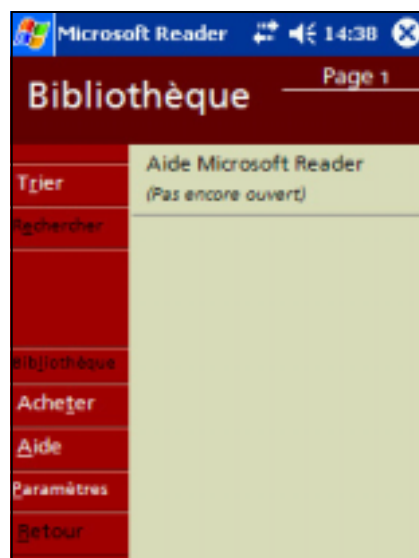 Microsoft Reader 14:38
Bibliothèque
Page 1
Aide Microsoft Reader
(Pas encore ouvert)
Trier
Rechercher
Bibliothèque
Acheter
Aide
Paramètres
Retour